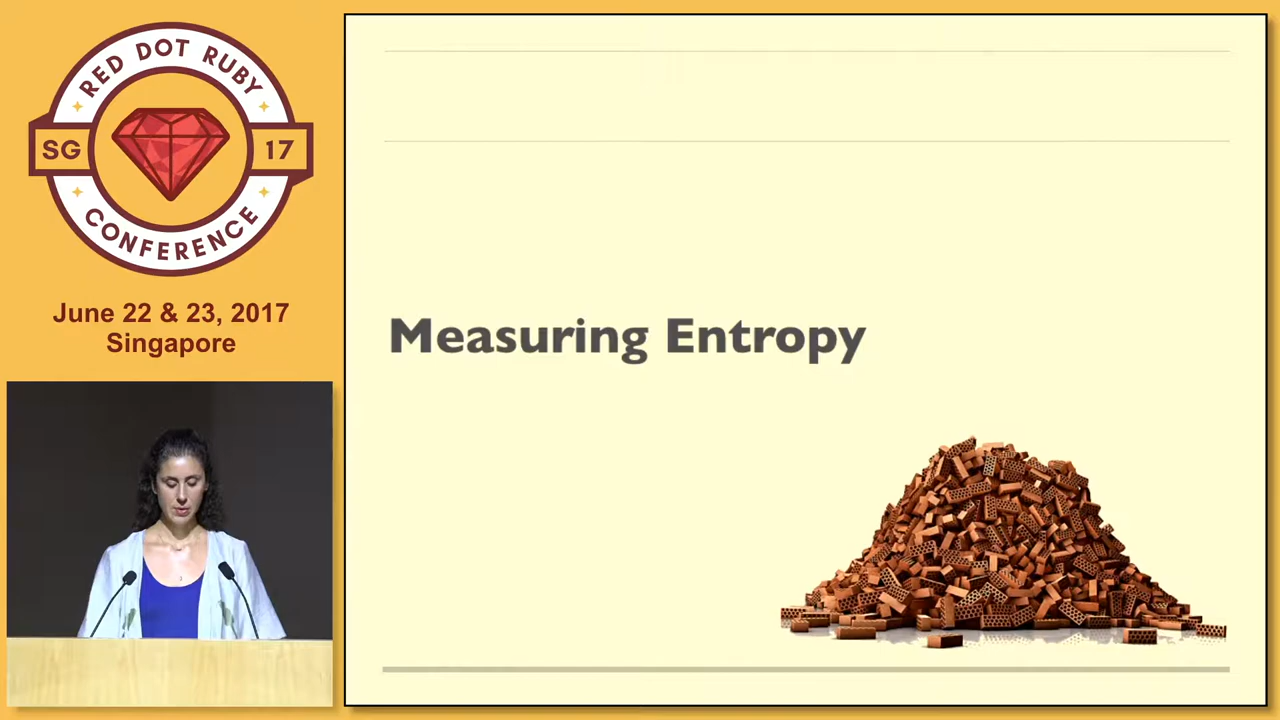 RED DOT RUBY
SG 17
CONFERENCE
June 22 & 23, 2017
Singapore
Measuring Entropy